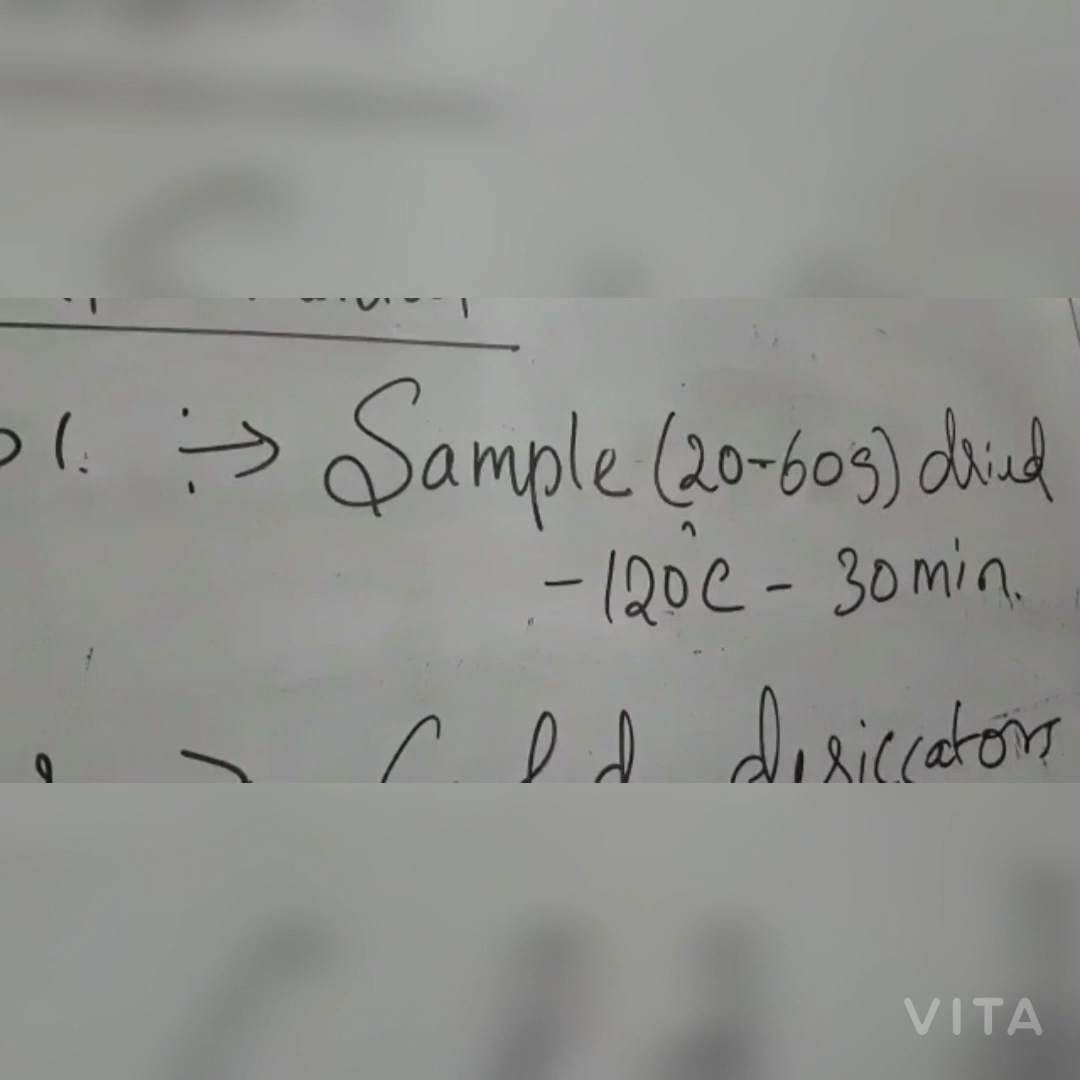 1. → Sample (20-60g) dried
- 120°C - 30 min.
desiccators
VITA